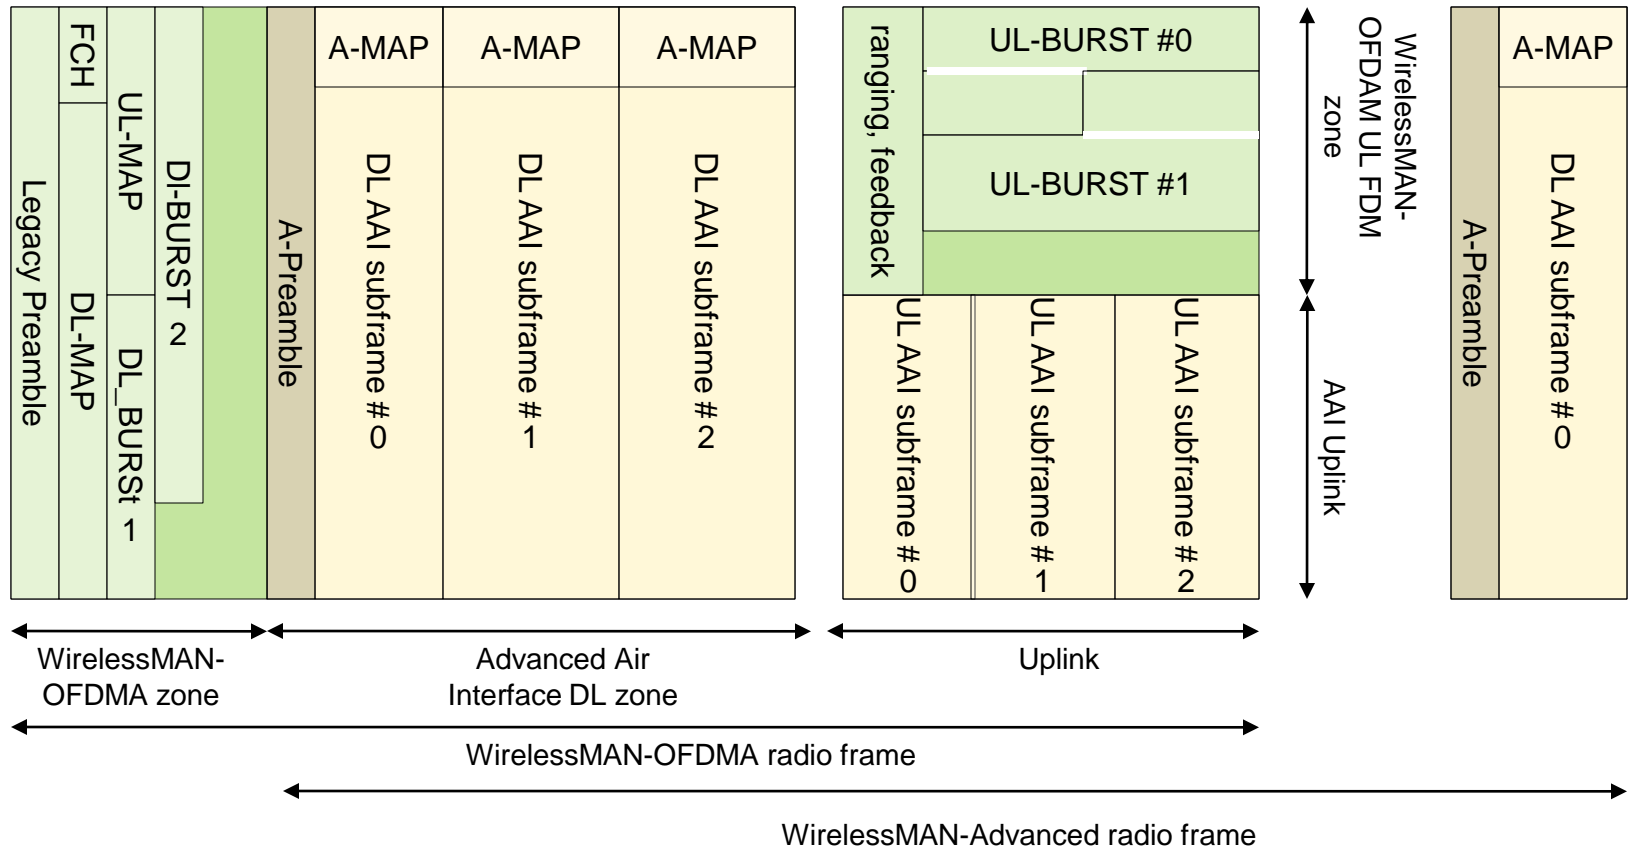 Legacy Preamble
FCH
DL-MAP
UL-MAP
DL_BURSt
1
DI-BURST
2
A-Preamble
A-MAP
DL AAI subframe #
0
A-MAP
DL AAI subframe #
1
A-MAP
DL AAI subframe #
2
ranging, feedback
UL-BURST #0
UL-BURST #1
UL AAI subframe #
0
UL AAI subframe #
1
UL AAI subframe #
2
WirelessMAN-
OFDAM UL FDM
zone
AAI Uplink
A-Preamble
A-MAP
DL AAI subframe #
0
WirelessMAN-
OFDMA zone
Advanced Air
Interface DL zone
Uplink
WirelessMAN-OFDMA radio frame
WirelessMAN-Advanced radio frame